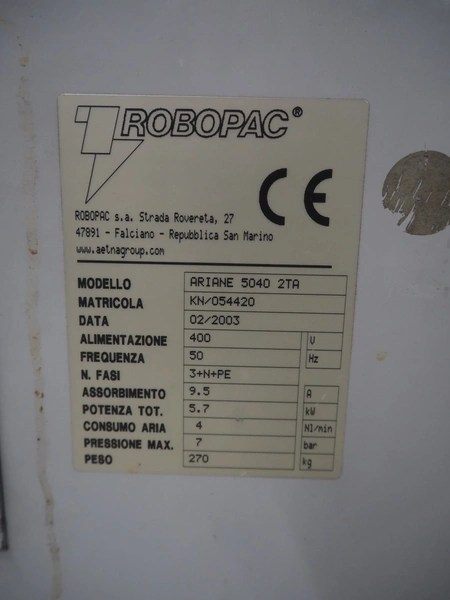 ROBOPAC®
CE
ROBOPAC s.a. Strada Rovereta, 27
47891 - Falciano - Repubblica San Marino
www.aetnagroup.com
MODELLO ARIANE 5040 2TA
MATRICOLA KN/054420
DATA 02/2003
ALIMENTAZIONE 400 V
FREQUENZA 50 Hz
N. FASI 3+N+PE
ASSORBIMENTO 9.5 A
POTENZA TOT. 5.7 kW
CONSUMO ARIA 4 Nl/min
PRESSIONE MAX. 7 bar
PESO 270 kg